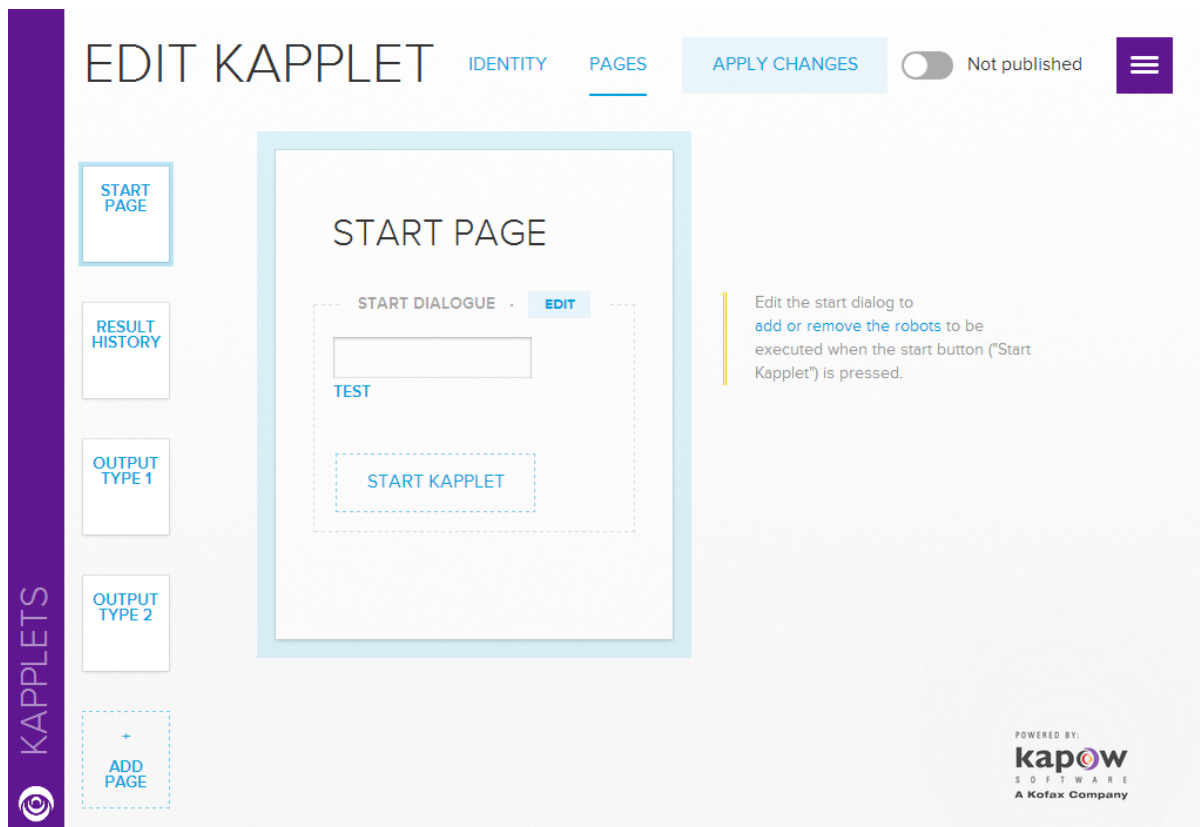 EDIT KAPPLET
IDENTITY
PAGES
APPLY CHANGES
Not published
START
PAGE
RESULT
HISTORY
OUTPUT
TYPE 1
OUTPUT
TYPE 2
+
ADD
PAGE
START PAGE
START DIALOGUE · EDIT
TEST
START KAPPLET
Edit the start dialog to
add or remove the robots to be
executed when the start button ("Start
Kapplet") is pressed.
KAPPLETS
POWERED BY:
kapow
SOFTWARE
A Kofax Company